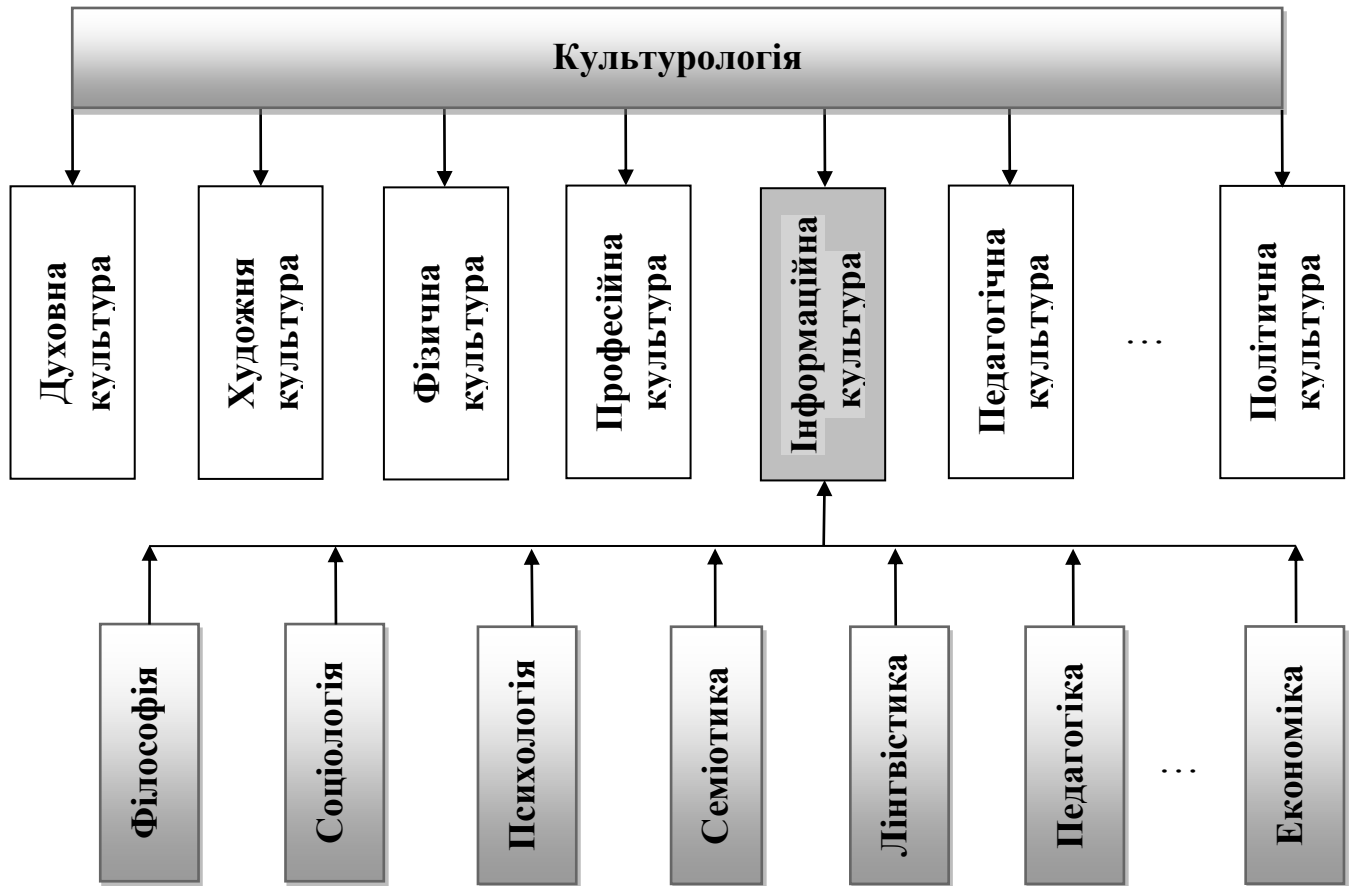 Культурологія
Духовна
культура
Художня
культура
Фізична
культура
Професійна
культура
Інформаційна
культура
Педагогічна
культура
…
Політична
культура
Філософія
Соціологія
Психологія
Семіотика
Лінгвістика
Педагогіка
…
Економіка